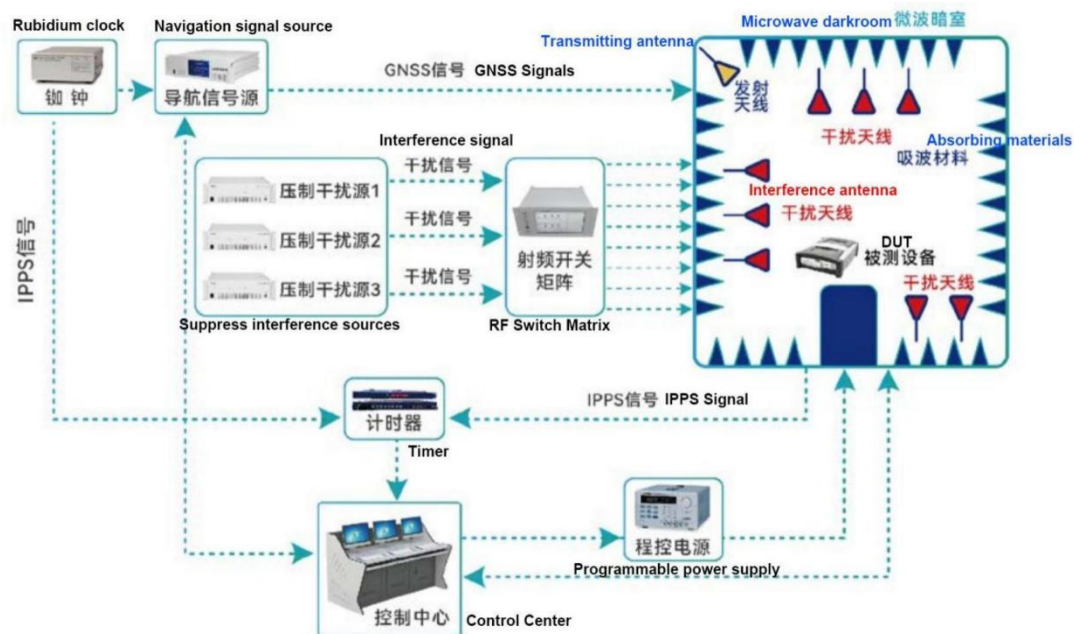 Rubidium clock
铷 钟
Navigation signal source
导航信号源
GNSS信号 GNSS Signals
Transmitting antenna
Microwave darkroom 微波暗室
发射
天线
干扰天线
Absorbing materials
吸波材料
Interference antenna
干扰天线
DUT
被测设备
干扰天线
Interference signal
干扰信号
干扰信号
干扰信号
压制干扰源1
压制干扰源2
压制干扰源3
Suppress interference sources
射频开关
矩阵
RF Switch Matrix
IPPS信号
IPPS信号 IPPS Signal
计时器
Timer
程控电源
Programmable power supply
控制中心
Control Center